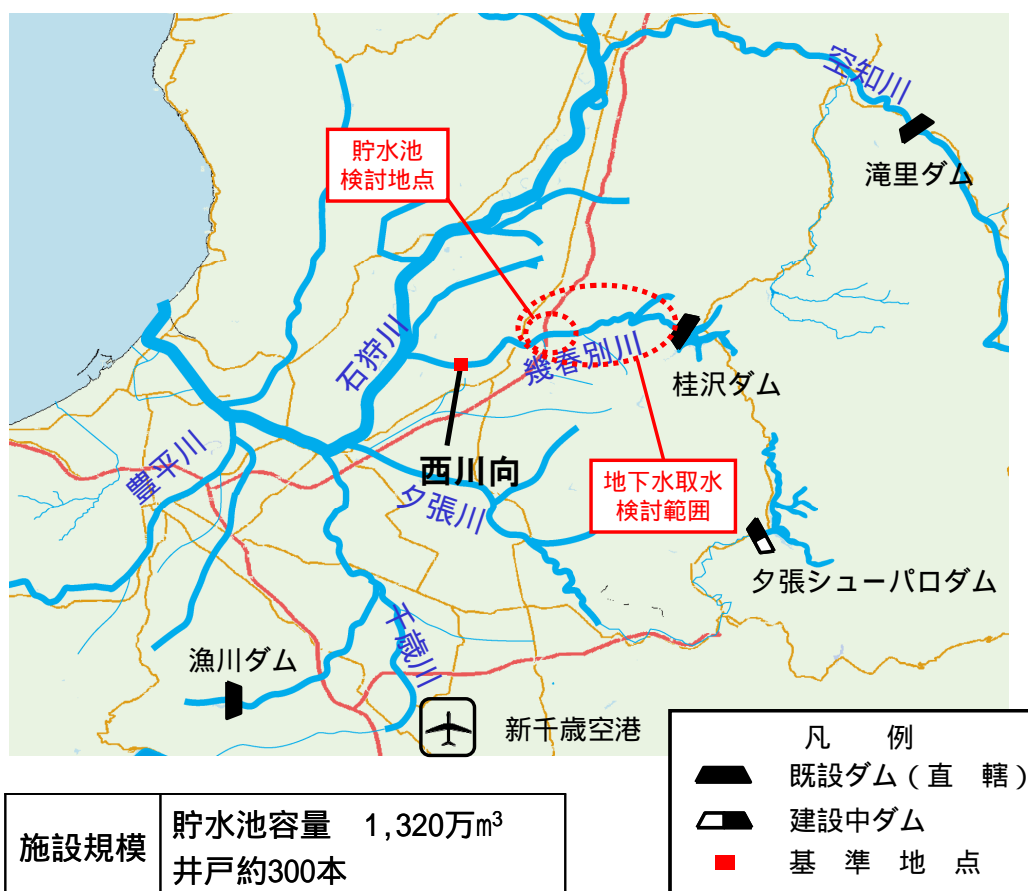 空知川
貯水池
検討地点
滝里ダム
石狩川
幾春別川
桂沢ダム
西川向
豊平川
夕張川
地下水取水
検討範囲
夕張シューパロダム
千歳川
漁川ダム
新千歳空港
凡　例
既設ダム（直　轄）
建設中ダム
基　準　地　点
施設規模
貯水池容量　1,320万m³
井戸約300本